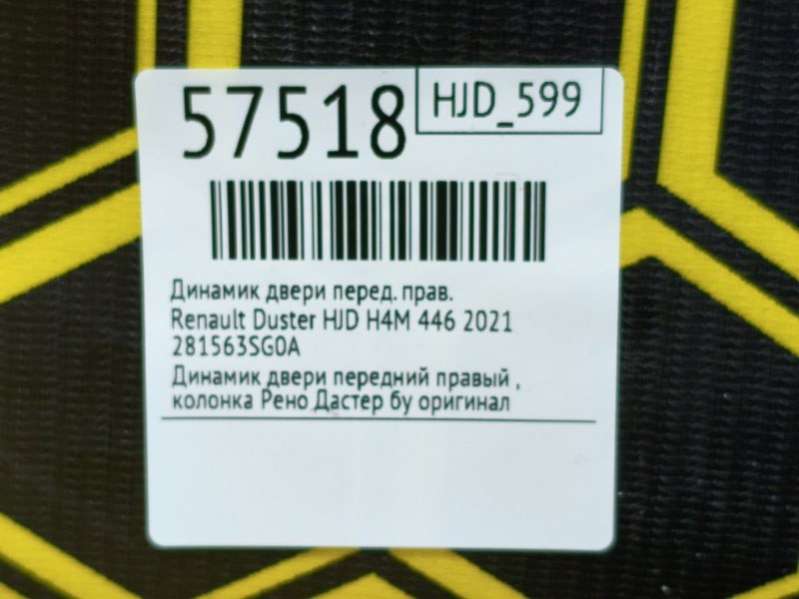 57518
HJD_599
Динамик двери перед. прав.
Renault Duster HJD H4M 446 2021
281563SG0A
Динамик двери передний правый ,
колонка Рено Дастер бу оригинал